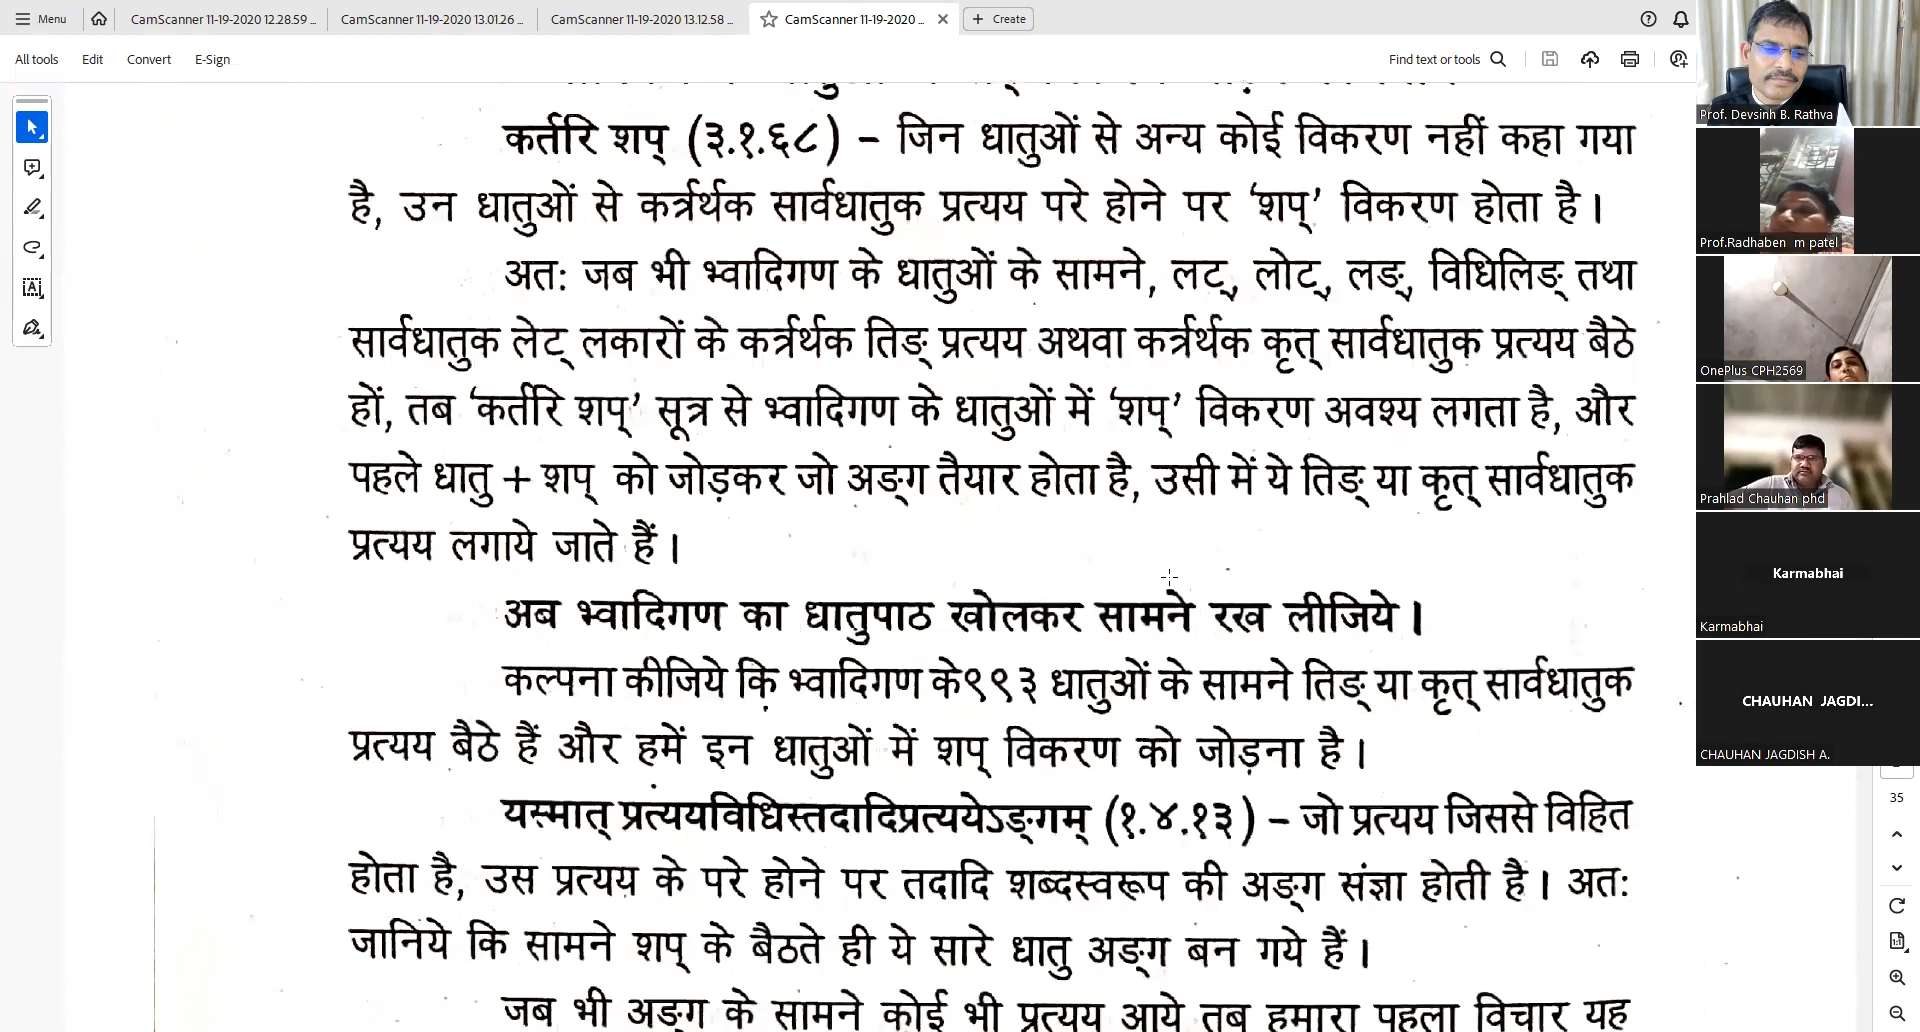 Menu
CamScanner 11-19-2020 12.28.59 ...
CamScanner 11-19-2020 13.01.26 ...
CamScanner 11-19-2020 13.12.58 ...
CamScanner 11-19-2020 ...
Create
All tools
Edit
Convert
E-Sign
Find text or tools
कर्तरि शप् (३.१.६८) – जिन धातुओं से अन्य कोई विकरण नहीं कहा गया
है, उन धातुओं से कर्त्रर्थक सार्वधातुक प्रत्यय परे होने पर ‘शप्’ विकरण होता है।
अतः जब भी भ्वादिगण के धातुओं के सामने, लट्, लोट्, लङ्, विधिलिङ् तथा
सार्वधातुक लेट् लकारों के कर्त्रर्थक तिङ् प्रत्यय अथवा कर्त्रर्थक कृत् सार्वधातुक प्रत्यय बैठे
हों, तब ‘कर्तरि शप्’ सूत्र से भ्वादिगण के धातुओं में ‘शप्’ विकरण अवश्य लगता है, और
पहले धातु + शप् को जोड़कर जो अङ्ग तैयार होता है, उसी में ये तिङ् या कृत् सार्वधातुक
प्रत्यय लगाये जाते हैं।
अब भ्वादिगण का धातुपाठ खोलकर सामने रख लीजिये।
कल्पना कीजिये कि भ्वादिगण के९९३ धातुओं के सामने तिङ् या कृत् सार्वधातुक
प्रत्यय बैठे हैं और हमें इन धातुओं में शप् विकरण को जोड़ना है।
यस्मात् प्रत्ययविधिस्तदादिप्रत्ययेऽङ्गम् (१.४.१३) – जो प्रत्यय जिससे विहित
होता है, उस प्रत्यय के परे होने पर तदादि शब्दस्वरूप की अङ्ग संज्ञा होती है। अतः
जानिये कि सामने शप् के बैठते ही ये सारे धातु अङ्ग बन गये हैं।
जब भी अङ्ग के सामने कोई भी प्रत्यय आये तब हमारा पहला विचार यह
Prof. Devsinh B. Rathva
Prof.Radhaben m patel
OnePlus CPH2569
Prahlad Chauhan phd
Karmabhai
Karmabhai
CHAUHAN JAGDI...
CHAUHAN JAGDISH A.
35